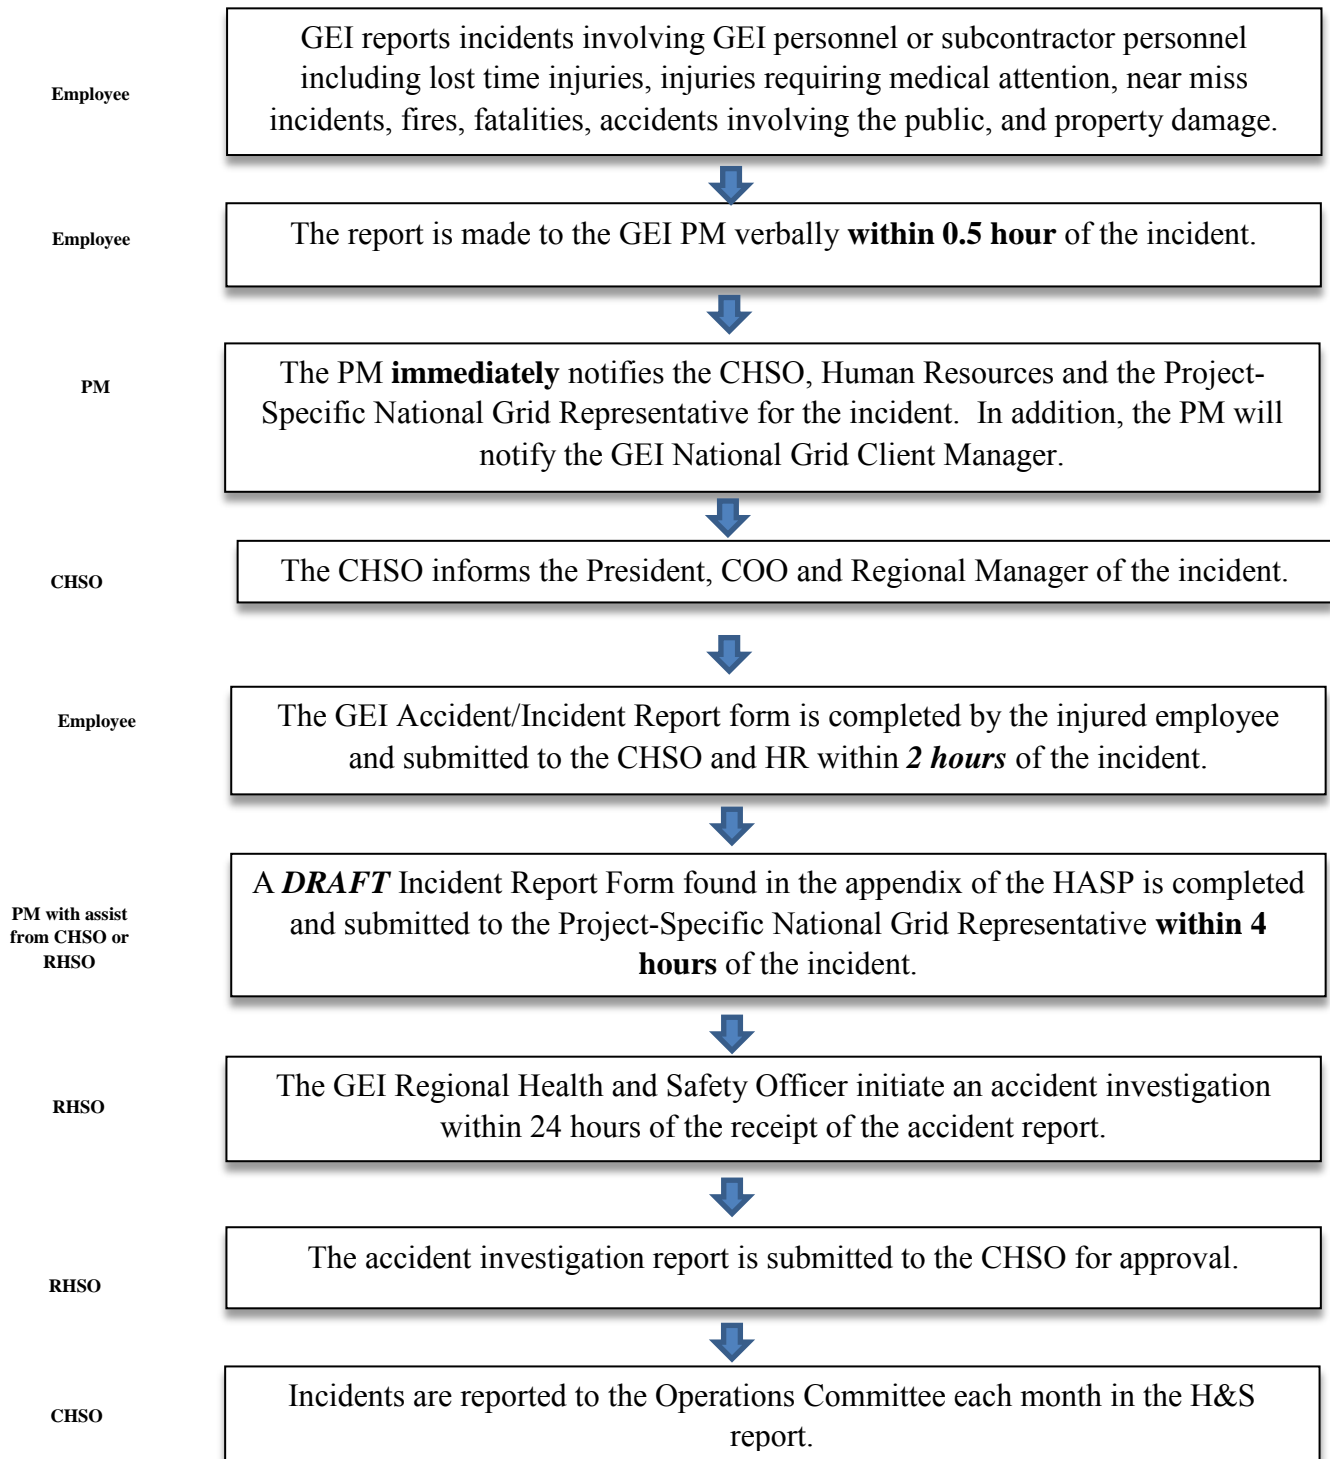 GEI reports incidents involving GEI personnel or subcontractor personnel
including lost time injuries, injuries requiring medical attention, near miss
incidents, fires, fatalities, accidents involving the public, and property damage.
Employee
The report is made to the GEI PM verbally within 0.5 hour of the incident.
Employee
The PM immediately notifies the CHSO, Human Resources and the Project-
Specific National Grid Representative for the incident. In addition, the PM will
notify the GEI National Grid Client Manager.
PM
The CHSO informs the President, COO and Regional Manager of the incident.
CHSO
The GEI Accident/Incident Report form is completed by the injured employee
and submitted to the CHSO and HR within 2 hours of the incident.
Employee
A DRAFT Incident Report Form found in the appendix of the HASP is completed
and submitted to the Project-Specific National Grid Representative within 4
hours of the incident.
PM with assist
from CHSO or
RHSO
The GEI Regional Health and Safety Officer initiate an accident investigation
within 24 hours of the receipt of the accident report.
RHSO
The accident investigation report is submitted to the CHSO for approval.
RHSO
Incidents are reported to the Operations Committee each month in the H&S
report.
CHSO